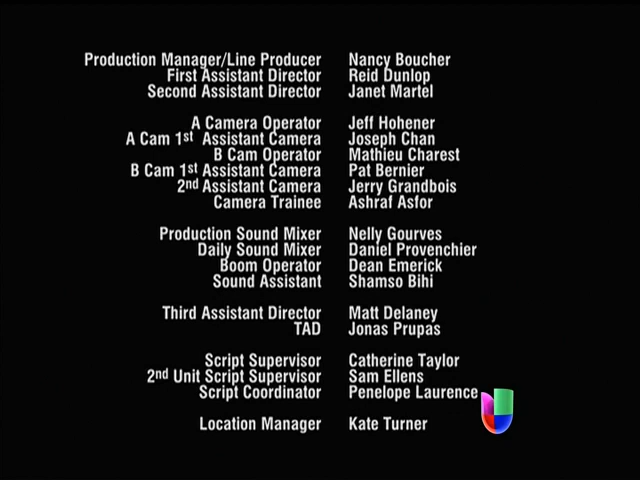 Production Manager/Line Producer Nancy Boucher
First Assistant Director Reid Dunlop
Second Assistant Director Janet Martel
A Camera Operator Jeff Hohener
A Cam 1st Assistant Camera Joseph Chan
B Cam Operator Mathieu Charest
B Cam 1st Assistant Camera Pat Bernier
2nd Assistant Camera Jerry Grandbois
Camera Trainee Ashraf Asfor
Production Sound Mixer Nelly Gourves
Daily Sound Mixer Daniel Provenchier
Boom Operator Dean Emerick
Sound Assistant Shamso Bihi
Third Assistant Director Matt Delaney
TAD Jonas Prupas
Script Supervisor Catherine Taylor
2nd Unit Script Supervisor Sam Ellens
Script Coordinator Penelope Laurence
Location Manager Kate Turner